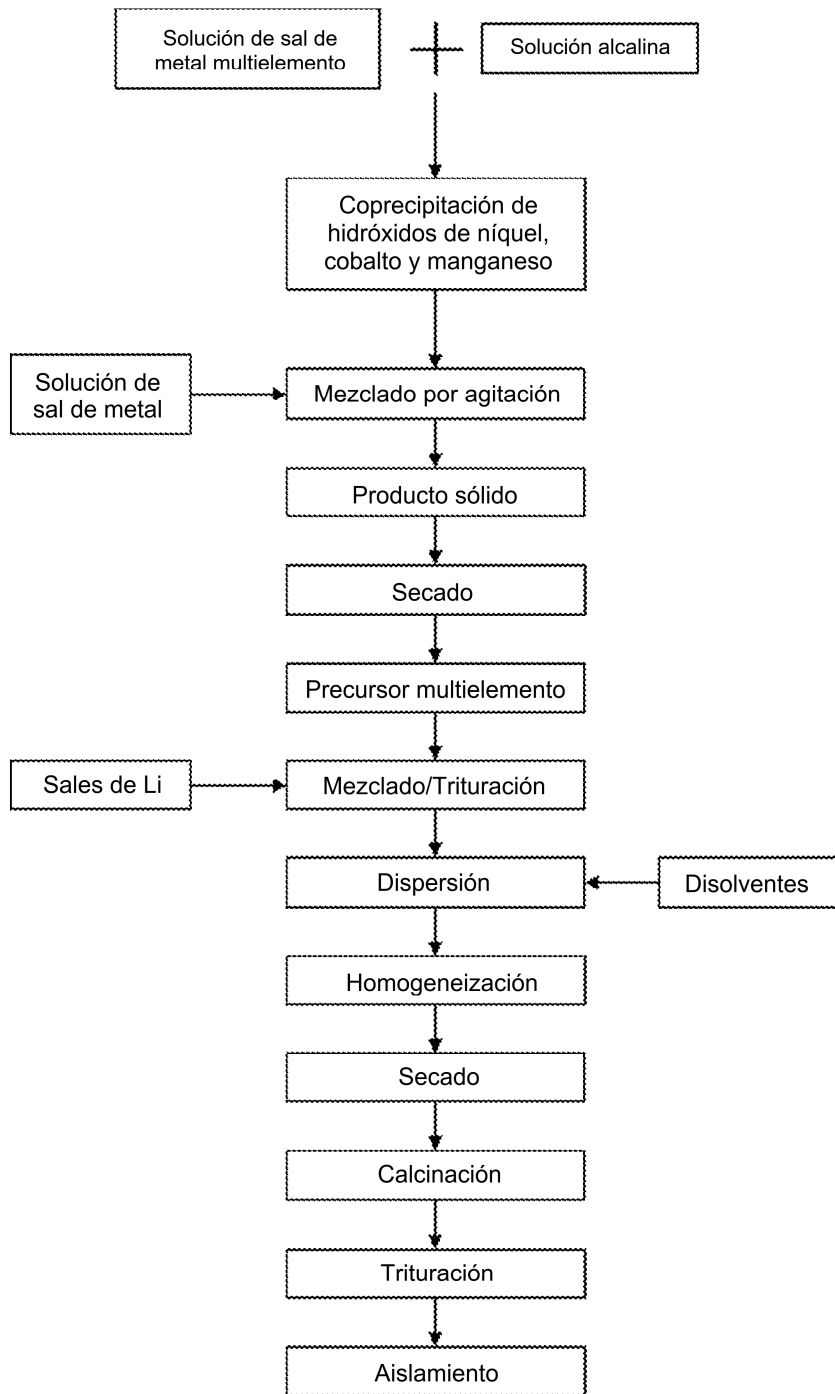 Solución de sal de
metal multielemento
Solución alcalina
Coprecipitación de
hidróxidos de níquel,
cobalto y manganeso
Solución de
sal de metal
Mezclado por agitación
Producto sólido
Secado
Precursor multielemento
Sales de Li
Mezclado/Trituración
Dispersión
Disolventes
Homogeneización
Secado
Calcinación
Trituración
Aislamiento